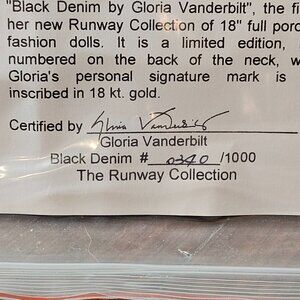 "Black Denim by Gloria Vanderbilt", the fi
her new Runway Collection of 18" full porc
fashion dolls. It is a limited edition,
numbered on the back of the neck, w
Gloria's personal signature mark is
inscribed in 18 kt. gold.
Certified by Gloria Vanderbilt
Gloria Vanderbilt
Black Denim # 0340 /1000
The Runway Collection